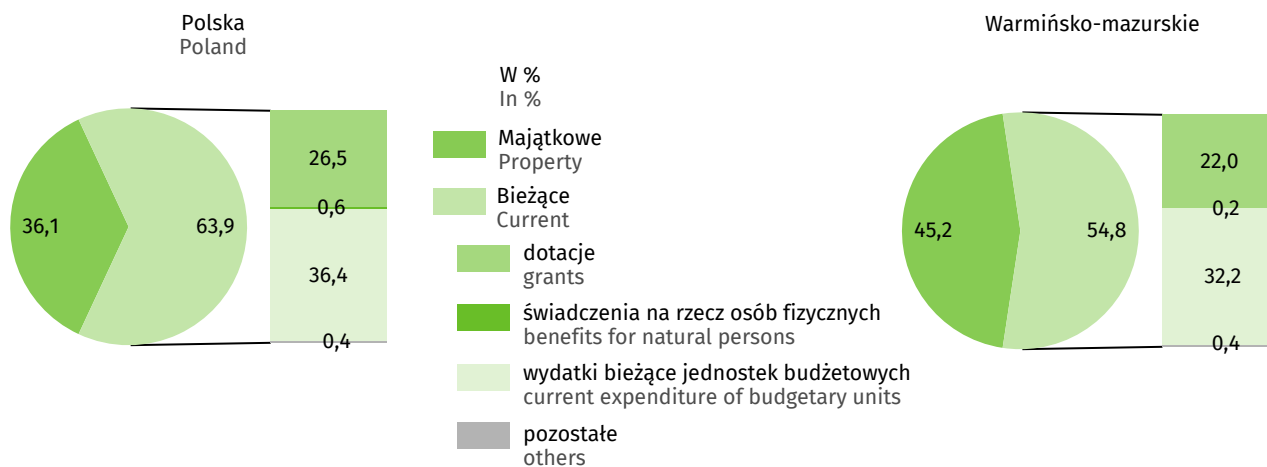 Polska
Poland
36,1
63,9
26,5
0,6
36,4
0,4
W %
In %
Majątkowe
Property
Bieżące
Current
dotacje
grants
świadczenia na rzecz osób fizycznych
benefits for natural persons
wydatki bieżące jednostek budżetowych
current expenditure of budgetary units
pozostałe
others
Warmińsko-mazurskie
45,2
54,8
22,0
0,2
32,2
0,4